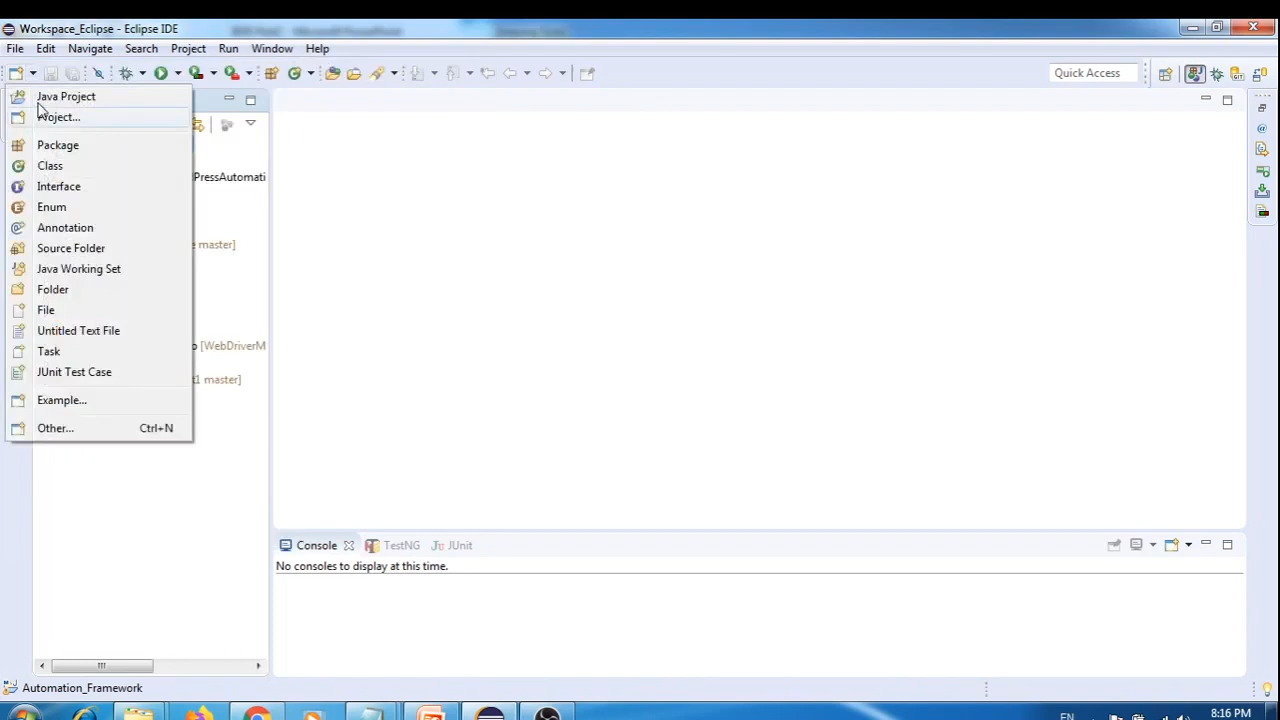 Workspace_Eclipse - Eclipse IDE
File Edit Navigate Search Project Run Window Help
Quick Access
Java Project
Project...
Package
Class
Interface
PressAutomati
Enum
Annotation
Source Folder
e master]
Java Working Set
Folder
File
Untitled Text File
[WebDriverM
Task
JUnit Test Case
t1 master]
Example...
Other... Ctrl+N
Console TestNG JUnit
No consoles to display at this time.
Automation_Framework
EN 8:16 PM